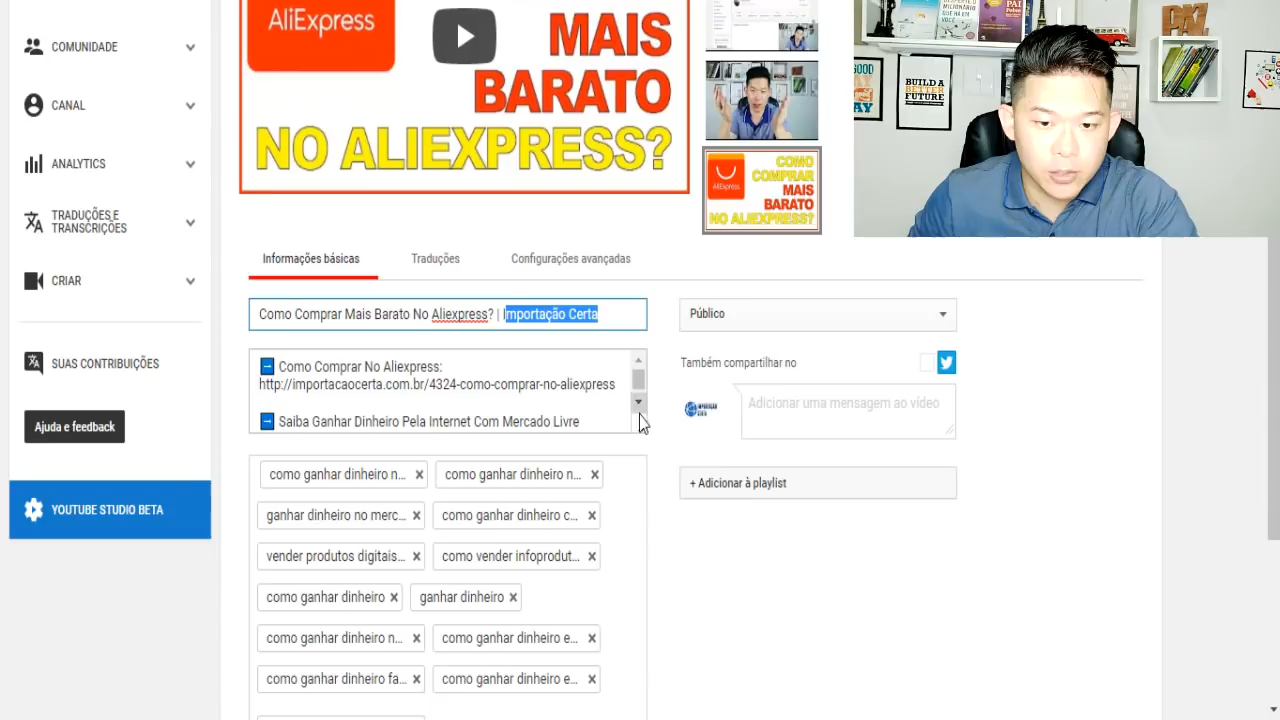 COMUNIDADE
CANAL
ANALYTICS
TRADUÇÕES E
TRANSCRIÇÕES
CRIAR
SUAS CONTRIBUIÇÕES
Ajuda e feedback
YOUTUBE STUDIO BETA
AliExpress
MAIS
BARATO
NO ALIEXPRESS?
AliExpress
COMO
COMPRAR
MAIS
BARATO
NO ALIEXPRESS?
GOOD
BUILD A
BETTER
FUTURE
Informações básicas
Traduções
Configurações avançadas
Como Comprar Mais Barato No Aliexpress? | Importação Certa
Como Comprar No Aliexpress:
http://importacaocerta.com.br/4324-como-comprar-no-aliexpress
Saiba Ganhar Dinheiro Pela Internet Com Mercado Livre
como ganhar dinheiro n...
como ganhar dinheiro n...
ganhar dinheiro no merc...
como ganhar dinheiro c...
vender produtos digitais...
como vender infoprodut...
como ganhar dinheiro
ganhar dinheiro
como ganhar dinheiro n...
como ganhar dinheiro e...
como ganhar dinheiro fa...
como ganhar dinheiro e...
Público
Também compartilhar no
IMPORTAÇÃO
CERTA
Adicionar uma mensagem ao vídeo
+ Adicionar à playlist